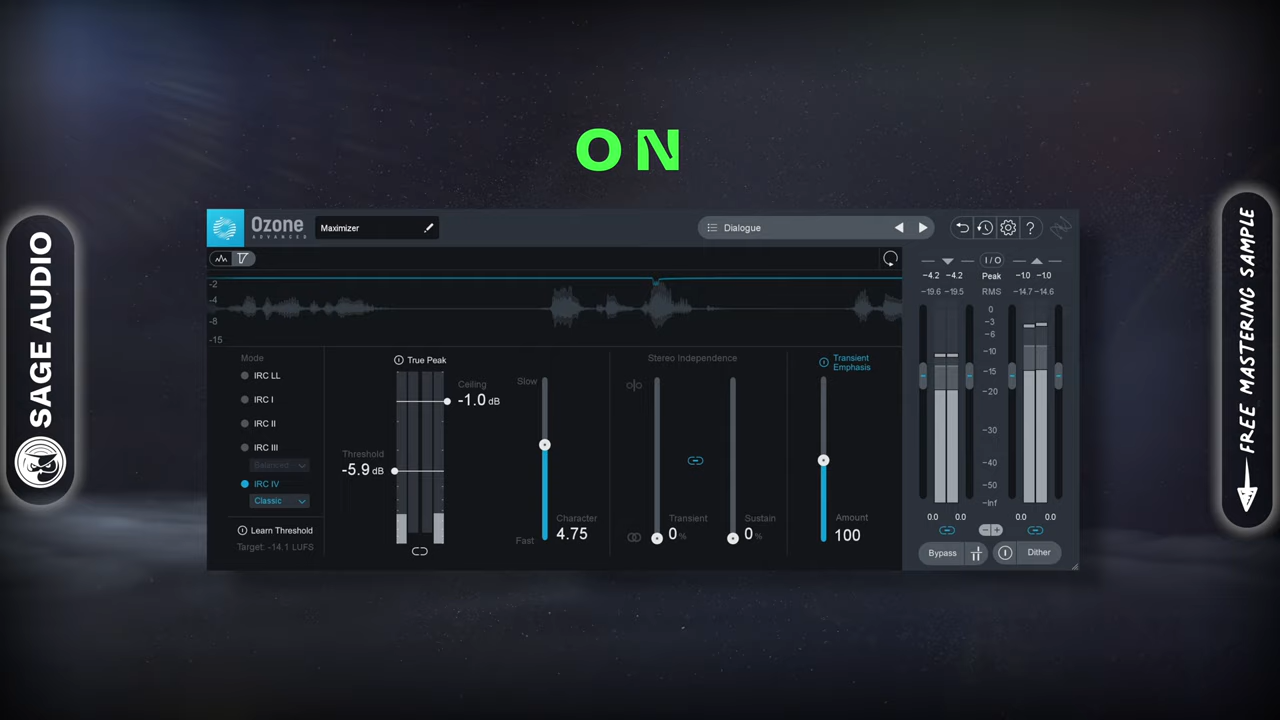 ON
SAGE AUDIO
FREE MASTERING SAMPLE
Ozone
ADVANCED
Maximizer
Dialogue
?
-2
-4
-8
-15
Mode
IRC LL
IRC I
IRC II
IRC III
Balanced
IRC IV
Classic
Learn Threshold
Target: -14.1 LUFS
True Peak
Threshold
-5.9 dB
Ceiling
-1.0 dB
Slow
Fast
Character
4.75
Stereo Independence
Transient
0 %
Sustain
0 %
Transient
Emphasis
Amount
100
I/O
-4.2 -4.2 Peak -1.0 -1.0
-19.6 -19.5 RMS -14.7 -14.6
0
-3
-6
-10
-15
-20
-30
-40
-50
-Inf
0.0 0.0 0.0 0.0
Bypass
Dither